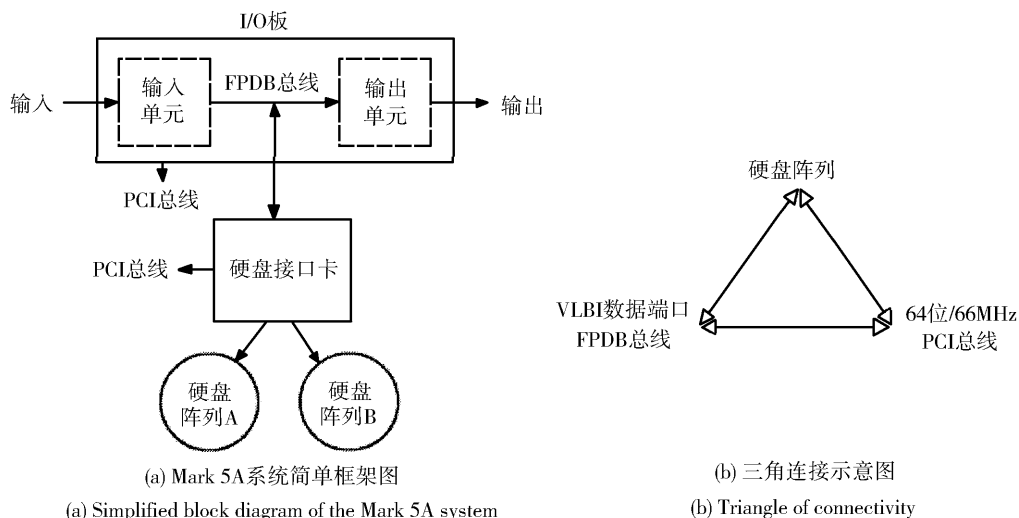 I/O板
输入
输入
单元
FPDB总线
输出
单元
输出
PCI总线
PCI总线
硬盘接口卡
硬盘
阵列A
硬盘
阵列B
(a) Mark 5A系统简单框架图
(a) Simplified block diagram of the Mark 5A system
硬盘阵列
VLBI数据端口
FPDB总线
64位/66MHz
PCI总线
(b) 三角连接示意图
(b) Triangle of connectivity